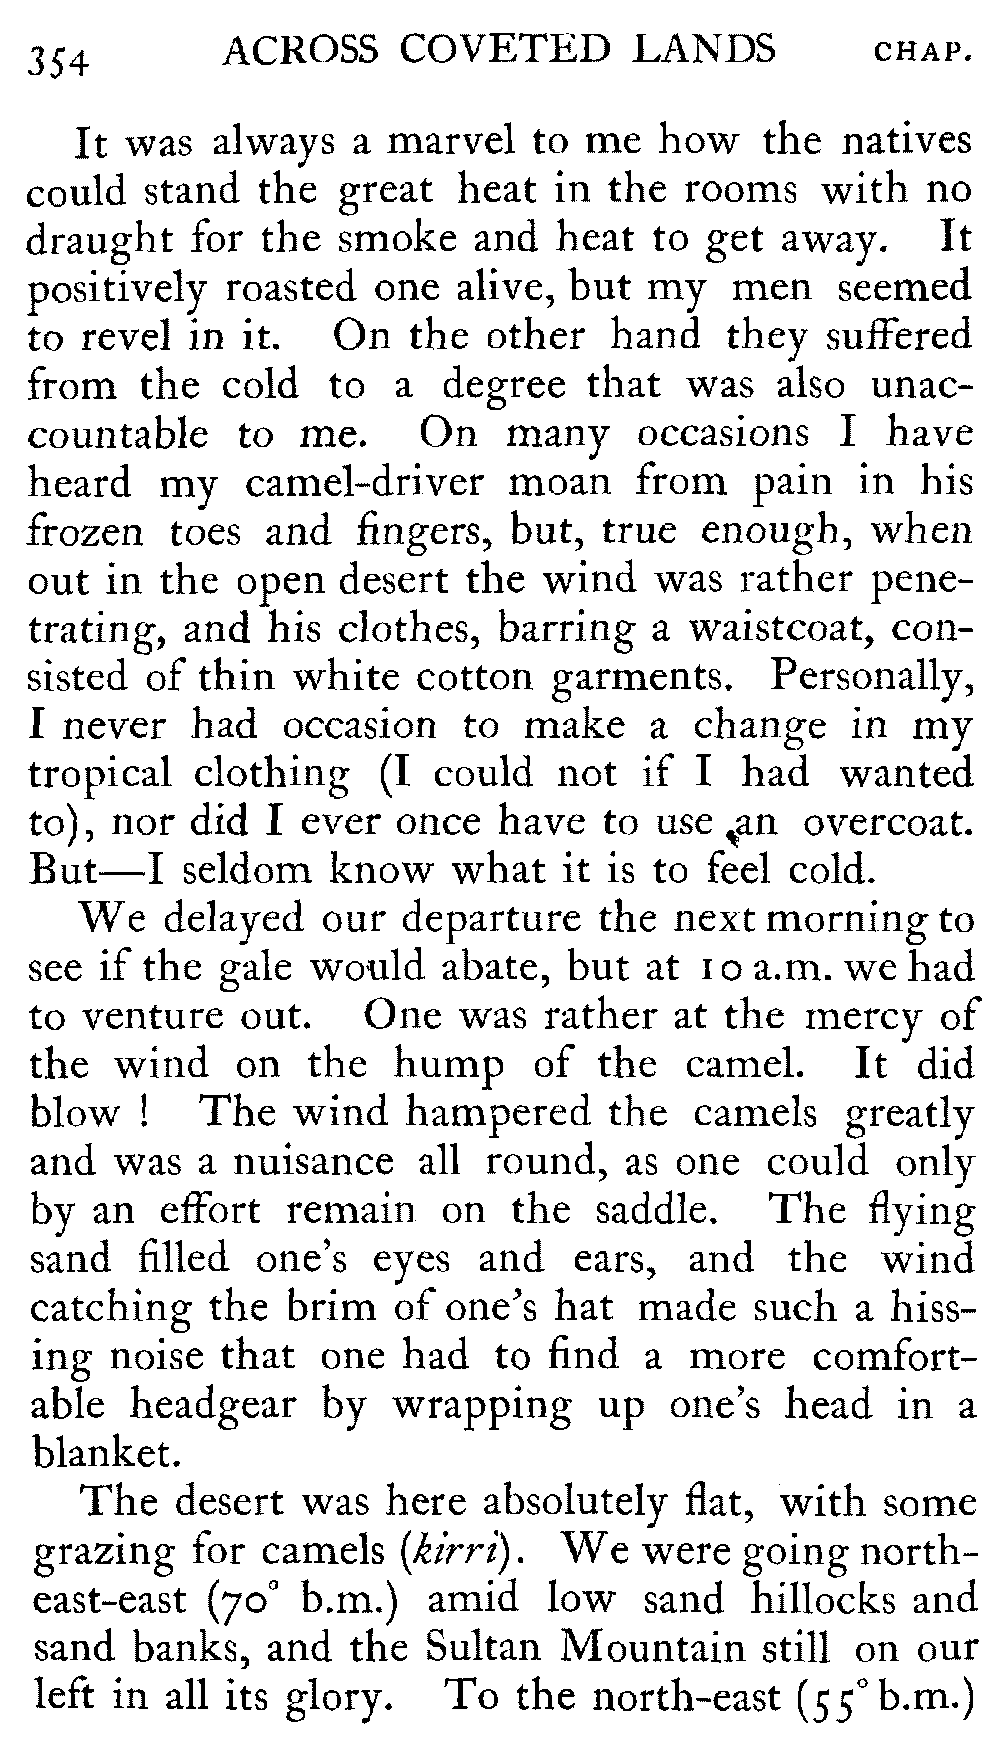 354 ACROSS COVETED LANDS CHAP.
It was always a marvel to me how the natives
could stand the great heat in the rooms with no
draught for the smoke and heat to get away. It
positively roasted one alive, but my men seemed
to revel in it. On the other hand they suffered
from the cold to a degree that was also unac-
countable to me. On many occasions I have
heard my camel-driver moan from pain in his
frozen toes and fingers, but, true enough, when
out in the open desert the wind was rather pene-
trating, and his clothes, barring a waistcoat, con-
sisted of thin white cotton garments. Personally,
I never had occasion to make a change in my
tropical clothing (I could not if I had wanted
to), nor did I ever once have to use an overcoat.
But—I seldom know what it is to feel cold.
We delayed our departure the next morning to
see if the gale would abate, but at 10 a.m. we had
to venture out. One was rather at the mercy of
the wind on the hump of the camel. It did
blow ! The wind hampered the camels greatly
and was a nuisance all round, as one could only
by an effort remain on the saddle. The flying
sand filled one's eyes and ears, and the wind
catching the brim of one's hat made such a hiss-
ing noise that one had to find a more comfort-
able headgear by wrapping up one's head in a
blanket.
The desert was here absolutely flat, with some
grazing for camels (kirri). We were going north-
east-east (70° b.m.) amid low sand hillocks and
sand banks, and the Sultan Mountain still on our
left in all its glory. To the north-east (55° b.m.)